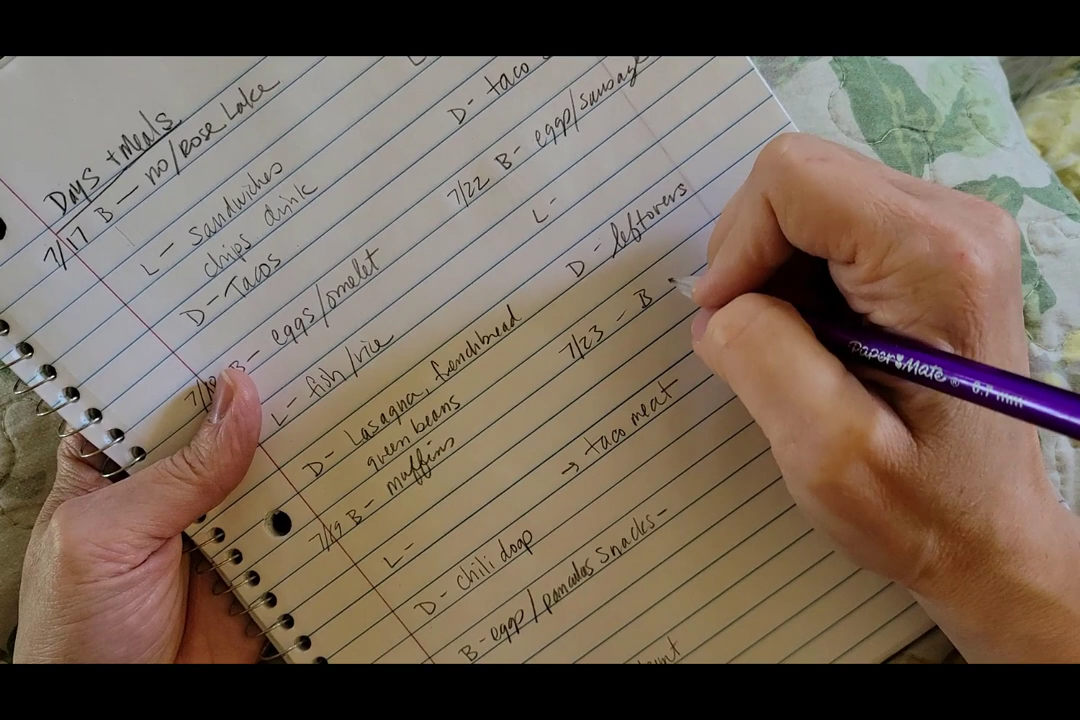 Days + Meals
7/17 B - no/Rose Lake
L - sandwiches
chips drink
D - Tacos
B - eggs/omelet
L - fish/rice
D - Lasagna, frenchbread
green beans
muffins
7/19 B -
L -
D - chili dogs
B - eggs/pancakes snacks -
D - taco
7/22 B - eggs/sausage
L -
D - leftovers
7/23 - B
→ taco meat
Paper Mate ® 0.7 mm